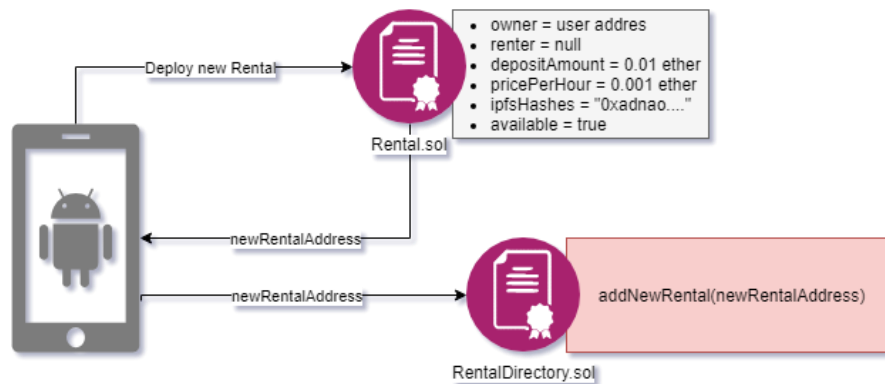 owner = user addres
renter = null
depositAmount = 0.01 ether
pricePerHour = 0.001 ether
ipfsHashes = "0xadnao...."
available = true
Deploy new Rental
Rental.sol
newRentalAddress
newRentalAddress
addNewRental(newRentalAddress)
RentalDirectory.sol